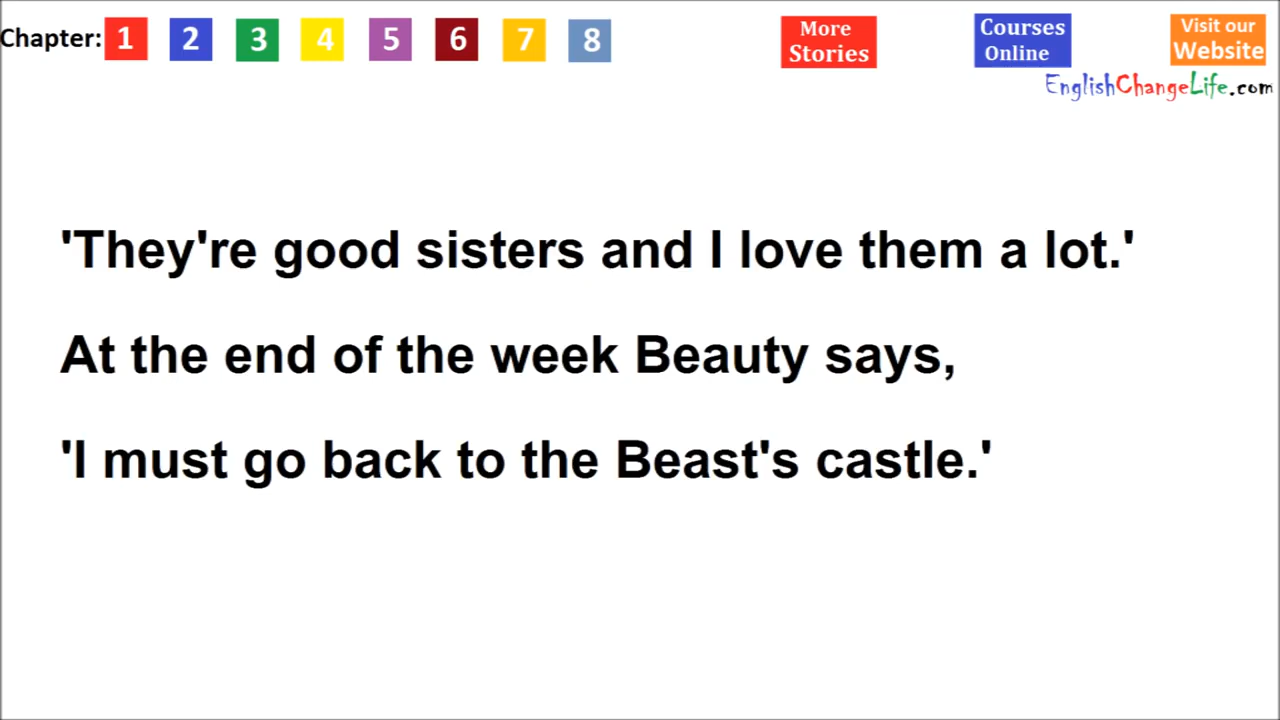 Chapter: 1 2 3 4 5 6 7 8
More Stories
Courses Online
Visit our Website
EnglishChangeLife.com
'They're good sisters and I love them a lot.'
At the end of the week Beauty says,
'I must go back to the Beast's castle.'